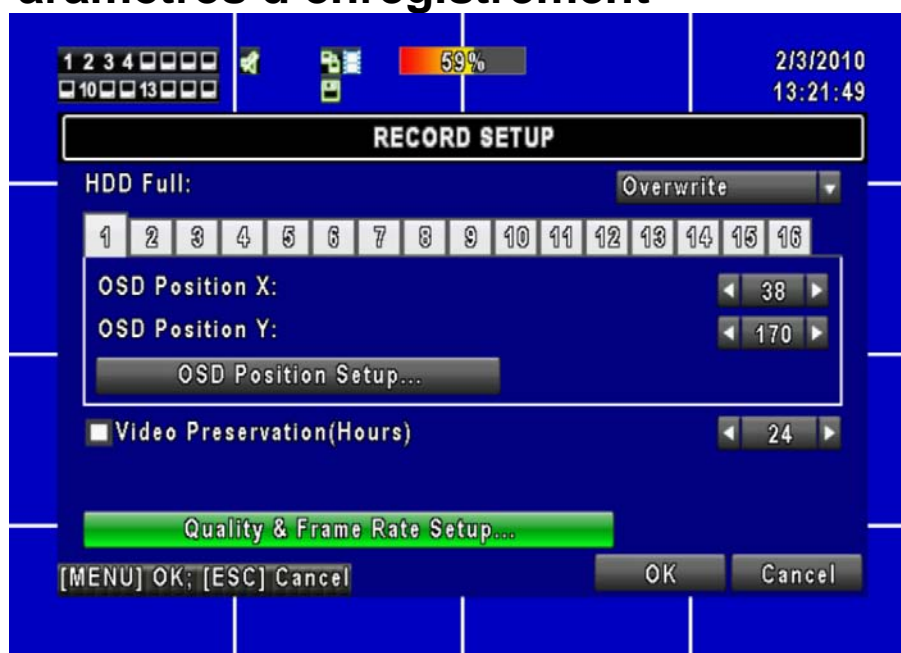 aramètres d'enregistrement
1 2 3 4 59% 2/3/2010
10 13 13:21:49
RECORD SETUP
HDD Full: Overwrite
1 2 3 4 5 6 7 8 9 10 11 12 13 14 15 16
OSD Position X: 38
OSD Position Y: 170
OSD Position Setup...
Video Preservation(Hours) 24
Quality & Frame Rate Setup...
[MENU] OK; [ESC] Cancel OK Cancel